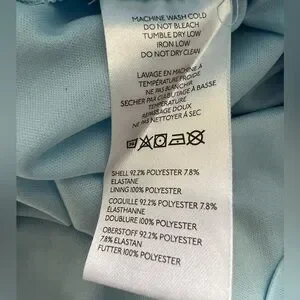 MACHINE WASH COLD
DO NOT BLEACH
TUMBLE DRY LOW
IRON LOW
DO NOT DRY CLEAN
LAVAGE EN MACHINE À
TEMPÉRATURE FROIDE
NE PAS BLANCHIR
SÉCHER PAR CULBUTAGE À BASSE
TEMPÉRATURE
REPASSAGE DOUX
NE PAS NETTOYER À SEC
SHELL 92.2% POLYESTER 7.8%
ELASTANE
LINING 100% POLYESTER
COQUILLE 92.2% POLYESTER 7.8%
ÉLASTHANNE
DOUBLURE 100% POLYESTER
OBERSTOFF 92.2% POLYESTER
7.8% ELASTAN
FUTTER 100% POLYESTER